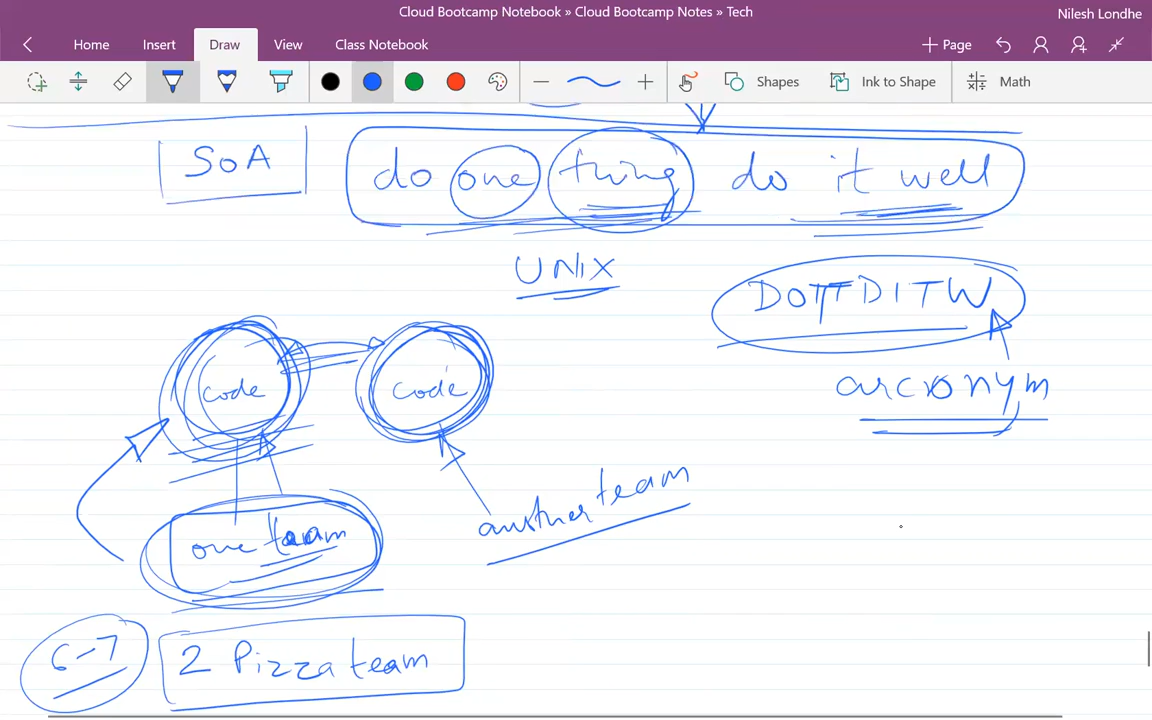 Cloud Bootcamp Notebook » Cloud Bootcamp Notes » Tech
Nilesh Londhe
Home Insert Draw View Class Notebook Page
Shapes Ink to Shape Math
SOA do one thing do it well
UNIX
DOTTDITW
code code
arcronym
another team
one team
6-7 2 Pizza team